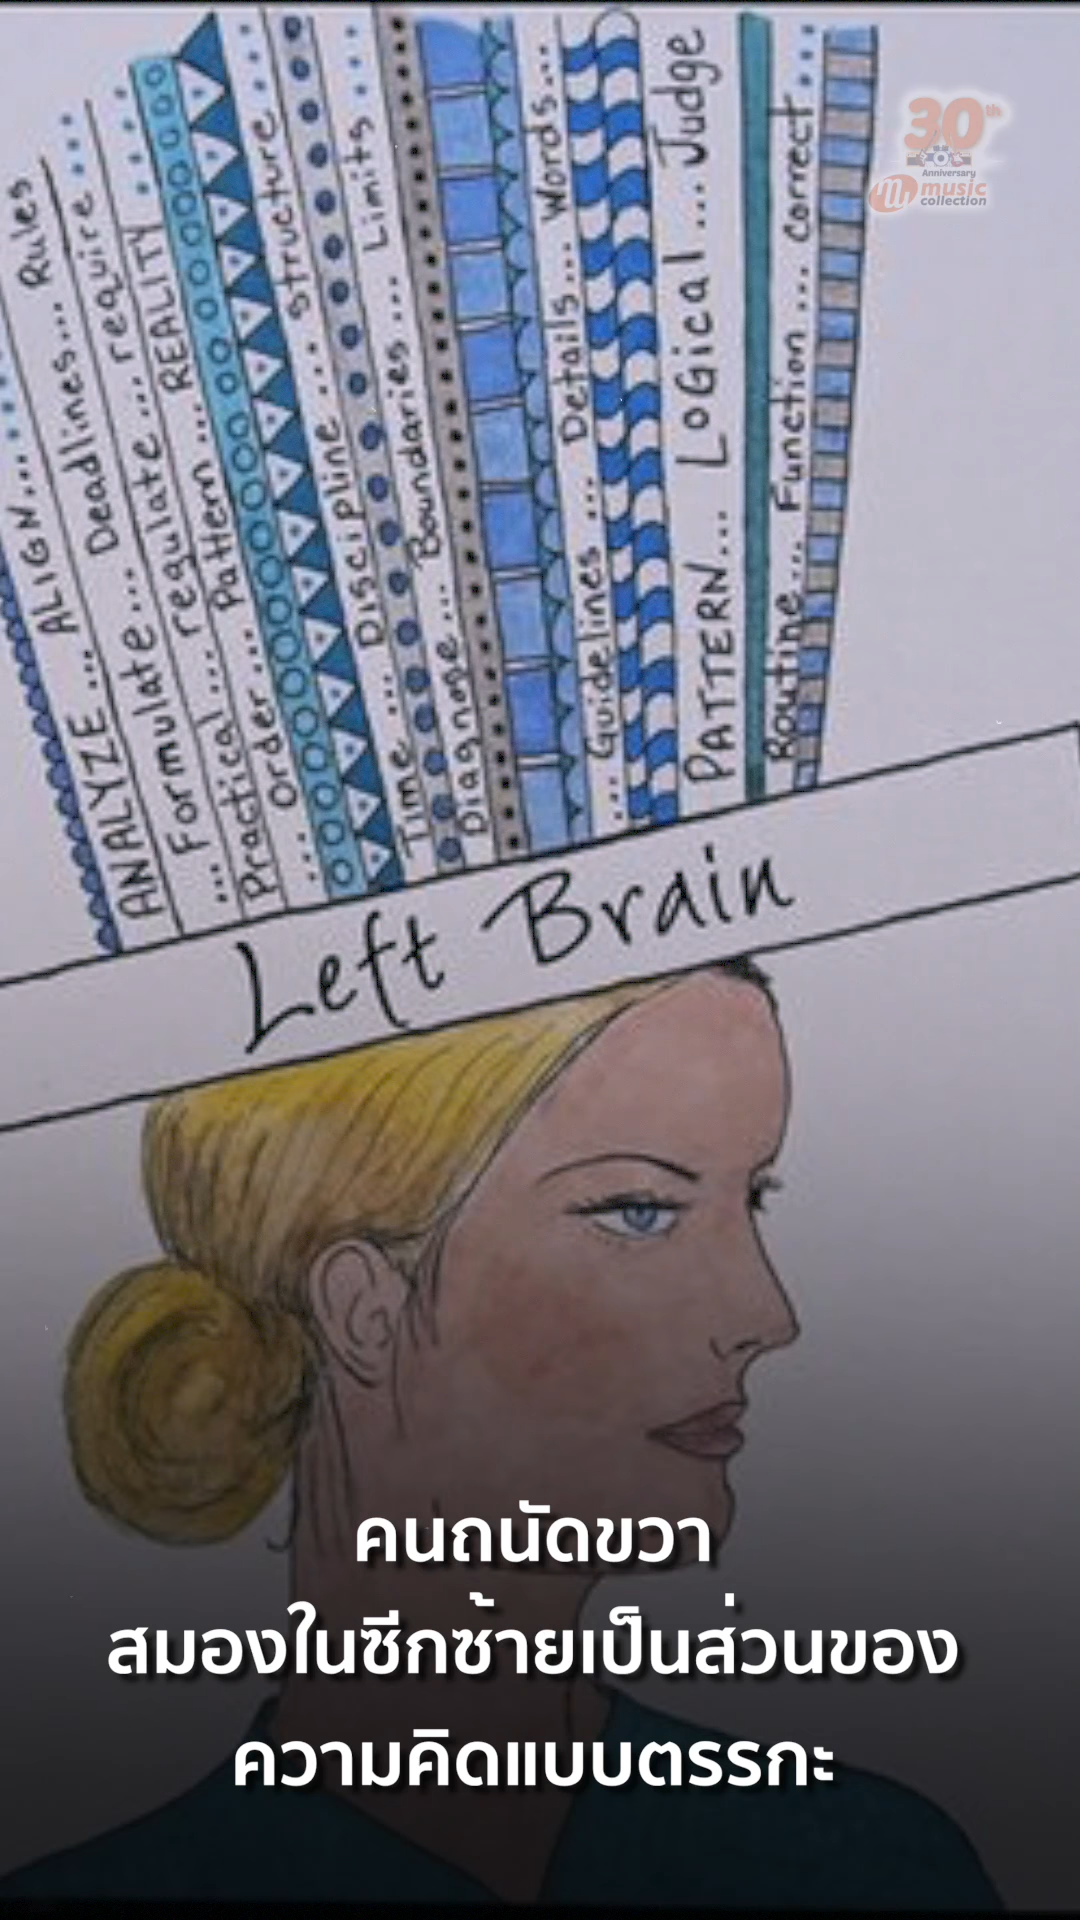 30th
Anniversary
music
collection
ALIGN... Rules
ANALYZE ... Deadlines... require...
Formulate... regulate... REALITY
... Practical ... Pattern ...
Practical
... Order ...
Time ... Discipline ... structure ...
Diagnose... Boundaries ... Limits ...
... Guidelines ... Details... Words...
PATTERN... LOGical ... Judge
Routine... Function ... correct ...
Left Brain
คนถนัดขวา
สมองในซีกซ้ายเป็นส่วนของ
ความคิดแบบตรรกะ